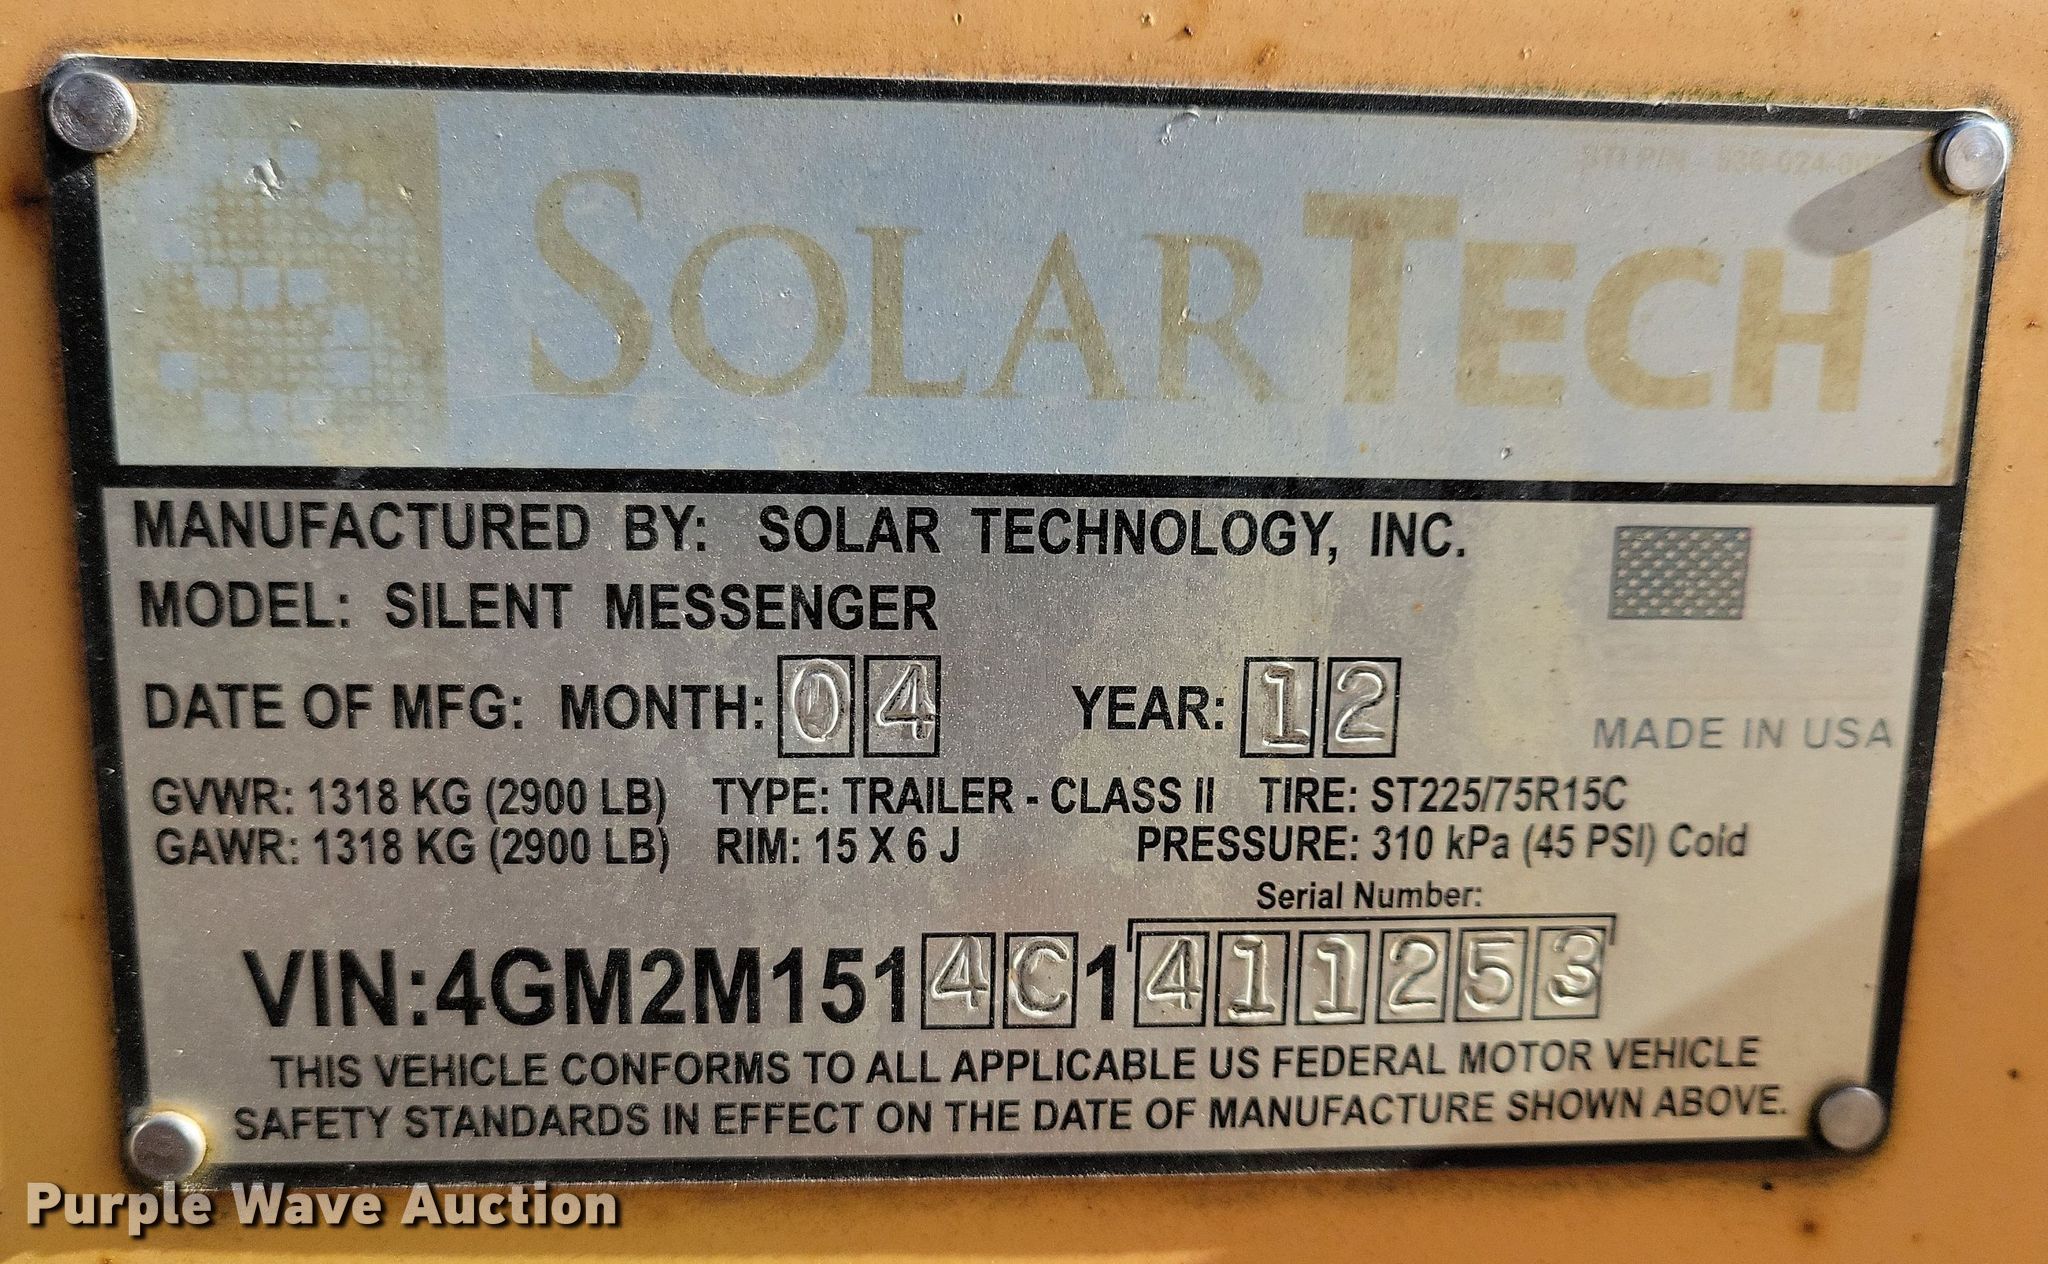 STI P/N 
SOLARTECH
MANUFACTURED BY: SOLAR TECHNOLOGY, INC.
MODEL: SILENT MESSENGER
DATE OF MFG: MONTH: 04 YEAR: 12
MADE IN USA
GVWR: 1318 KG (2900 LB) TYPE: TRAILER - CLASS II TIRE: ST225/75R15C
GAWR: 1318 KG (2900 LB) RIM: 15 X 6 J PRESSURE: 310 kPa (45 PSI) Cold
Serial Number:
VIN:4GM2M1514C1411253
THIS VEHICLE CONFORMS TO ALL APPLICABLE US FEDERAL MOTOR VEHICLE
SAFETY STANDARDS IN EFFECT ON THE DATE OF MANUFACTURE SHOWN ABOVE.
Purple Wave Auction